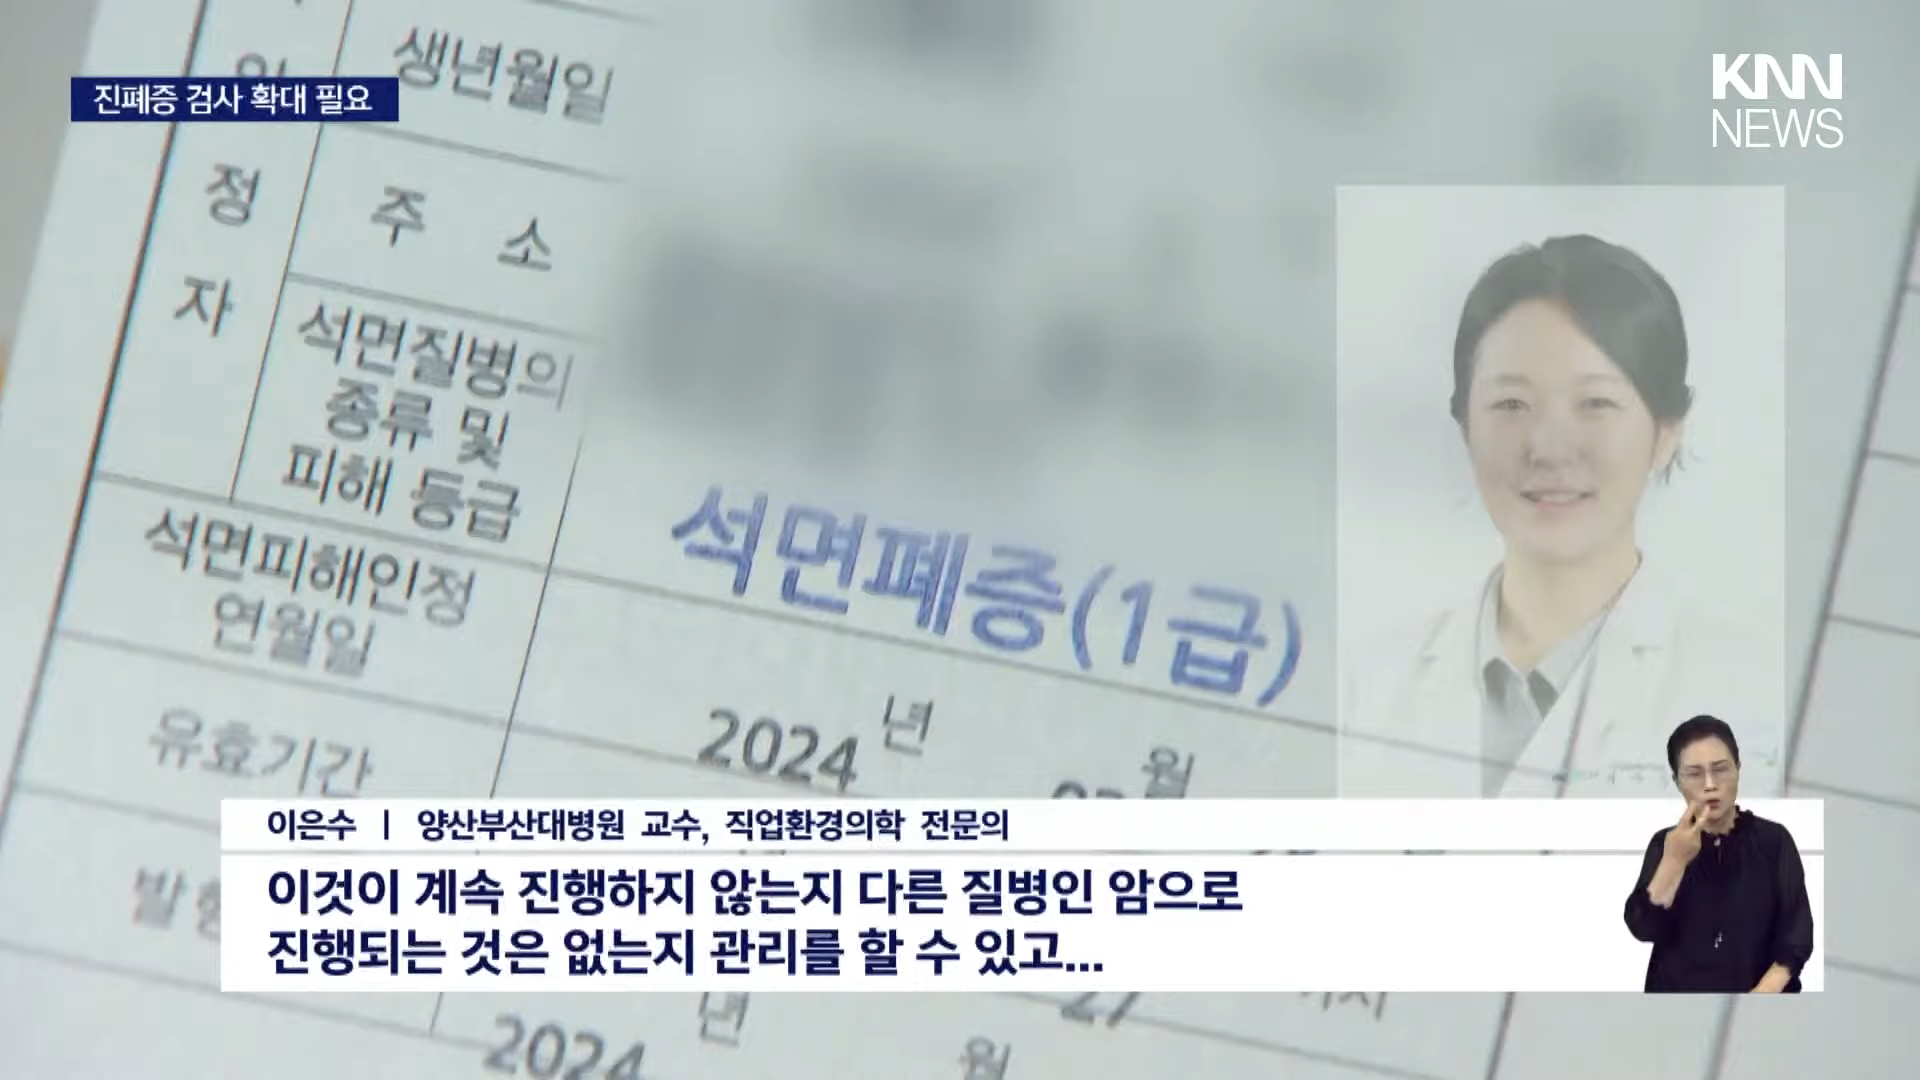 진폐증 검사 확대 필요
KNN
NEWS
생년월일
정
자
주 소
석면질병의
종류 및
피해 등급
석면폐증(1급)
석면피해인정
연월일
2024 년 월
유효기간
이은수 | 양산부산대병원 교수, 직업환경의학 전문의
이것이 계속 진행하지 않는지 다른 질병인 암으로
진행되는 것은 없는지 관리를 할 수 있고...
2024 년 월